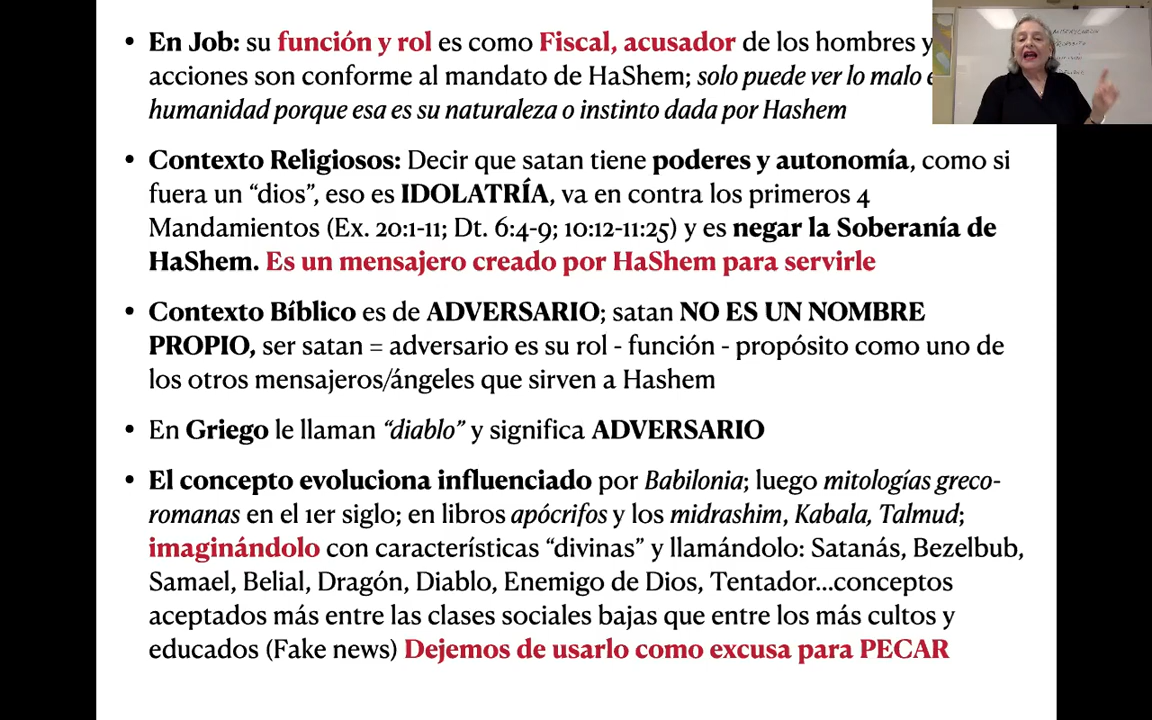 • En Job: su función y rol es como Fiscal, acusador de los hombres y
acciones son conforme al mandato de HaShem; solo puede ver lo malo
humanidad porque esa es su naturaleza o instinto dada por Hashem
• Contexto Religiosos: Decir que satan tiene poderes y autonomía, como si
fuera un “dios”, eso es IDOLATRÍA, va en contra los primeros 4
Mandamientos (Ex. 20:1-11; Dt. 6:4-9; 10:12-11:25) y es negar la Soberanía de
HaShem. Es un mensajero creado por HaShem para servirle
• Contexto Bíblico es de ADVERSARIO; satan NO ES UN NOMBRE
PROPIO, ser satan = adversario es su rol - función - propósito como uno de
los otros mensajeros/ángeles que sirven a Hashem
• En Griego le llaman “diablo” y significa ADVERSARIO
• El concepto evoluciona influenciado por Babilonia; luego mitologías greco-
romanas en el 1er siglo; en libros apócrifos y los midrashim, Kabala, Talmud;
imaginándolo con características “divinas” y llamándolo: Satanás, Bezelbub,
Samael, Belial, Dragón, Diablo, Enemigo de Dios, Tentador...conceptos
aceptados más entre las clases sociales bajas que entre los más cultos y
educados (Fake news) Dejemos de usarlo como excusa para PECAR